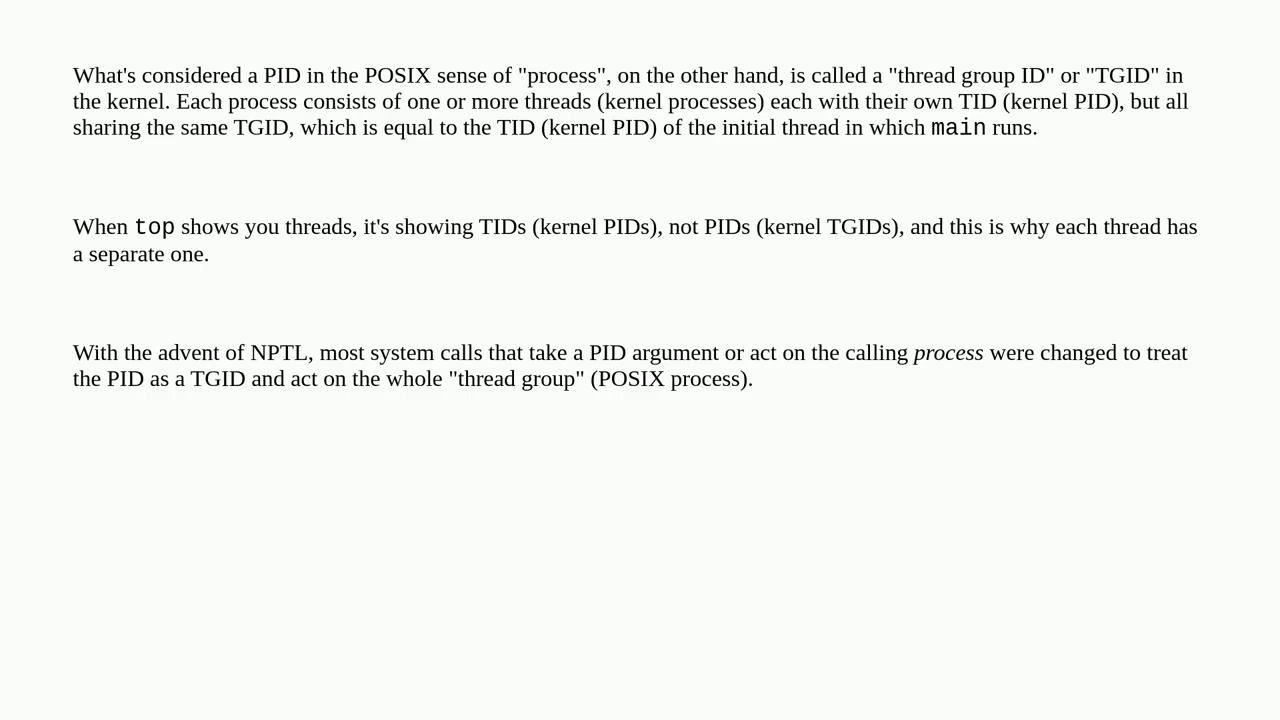 What's considered a PID in the POSIX sense of "process", on the other hand, is called a "thread group ID" or "TGID" in
the kernel. Each process consists of one or more threads (kernel processes) each with their own TID (kernel PID), but all
sharing the same TGID, which is equal to the TID (kernel PID) of the initial thread in which main runs.
When top shows you threads, it's showing TIDs (kernel PIDs), not PIDs (kernel TGIDs), and this is why each thread has
a separate one.
With the advent of NPTL, most system calls that take a PID argument or act on the calling process were changed to treat
the PID as a TGID and act on the whole "thread group" (POSIX process).